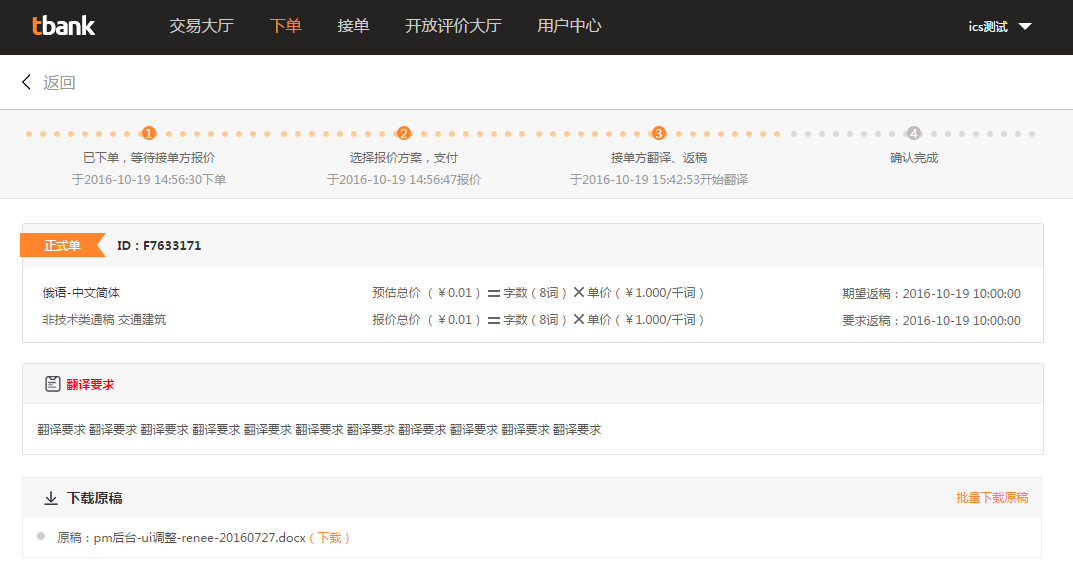 tbank 交易大厅 下单 接单 开放评价大厅 用户中心 ics测试
返回
1 2 3 4
已下单，等待接单方报价 选择报价方案，支付 接单方翻译、返稿 确认完成
于2016-10-19 14:56:30下单 于2016-10-19 14:56:47报价 于2016-10-19 15:42:53开始翻译
正式单 ID：F7633171
俄语-中文简体 预估总价（￥0.01）=字数（8词）×单价（￥1.000/千词） 期望返稿：2016-10-19 10:00:00
非技术类通稿 交通建筑 报价总价（￥0.01）=字数（8词）×单价（￥1.000/千词） 要求返稿：2016-10-19 10:00:00
翻译要求
翻译要求 翻译要求 翻译要求 翻译要求 翻译要求 翻译要求 翻译要求 翻译要求 翻译要求 翻译要求 翻译要求
下载原稿 批量下载原稿
原稿：pm后台-ui调整-renee-20160727.docx（下载）